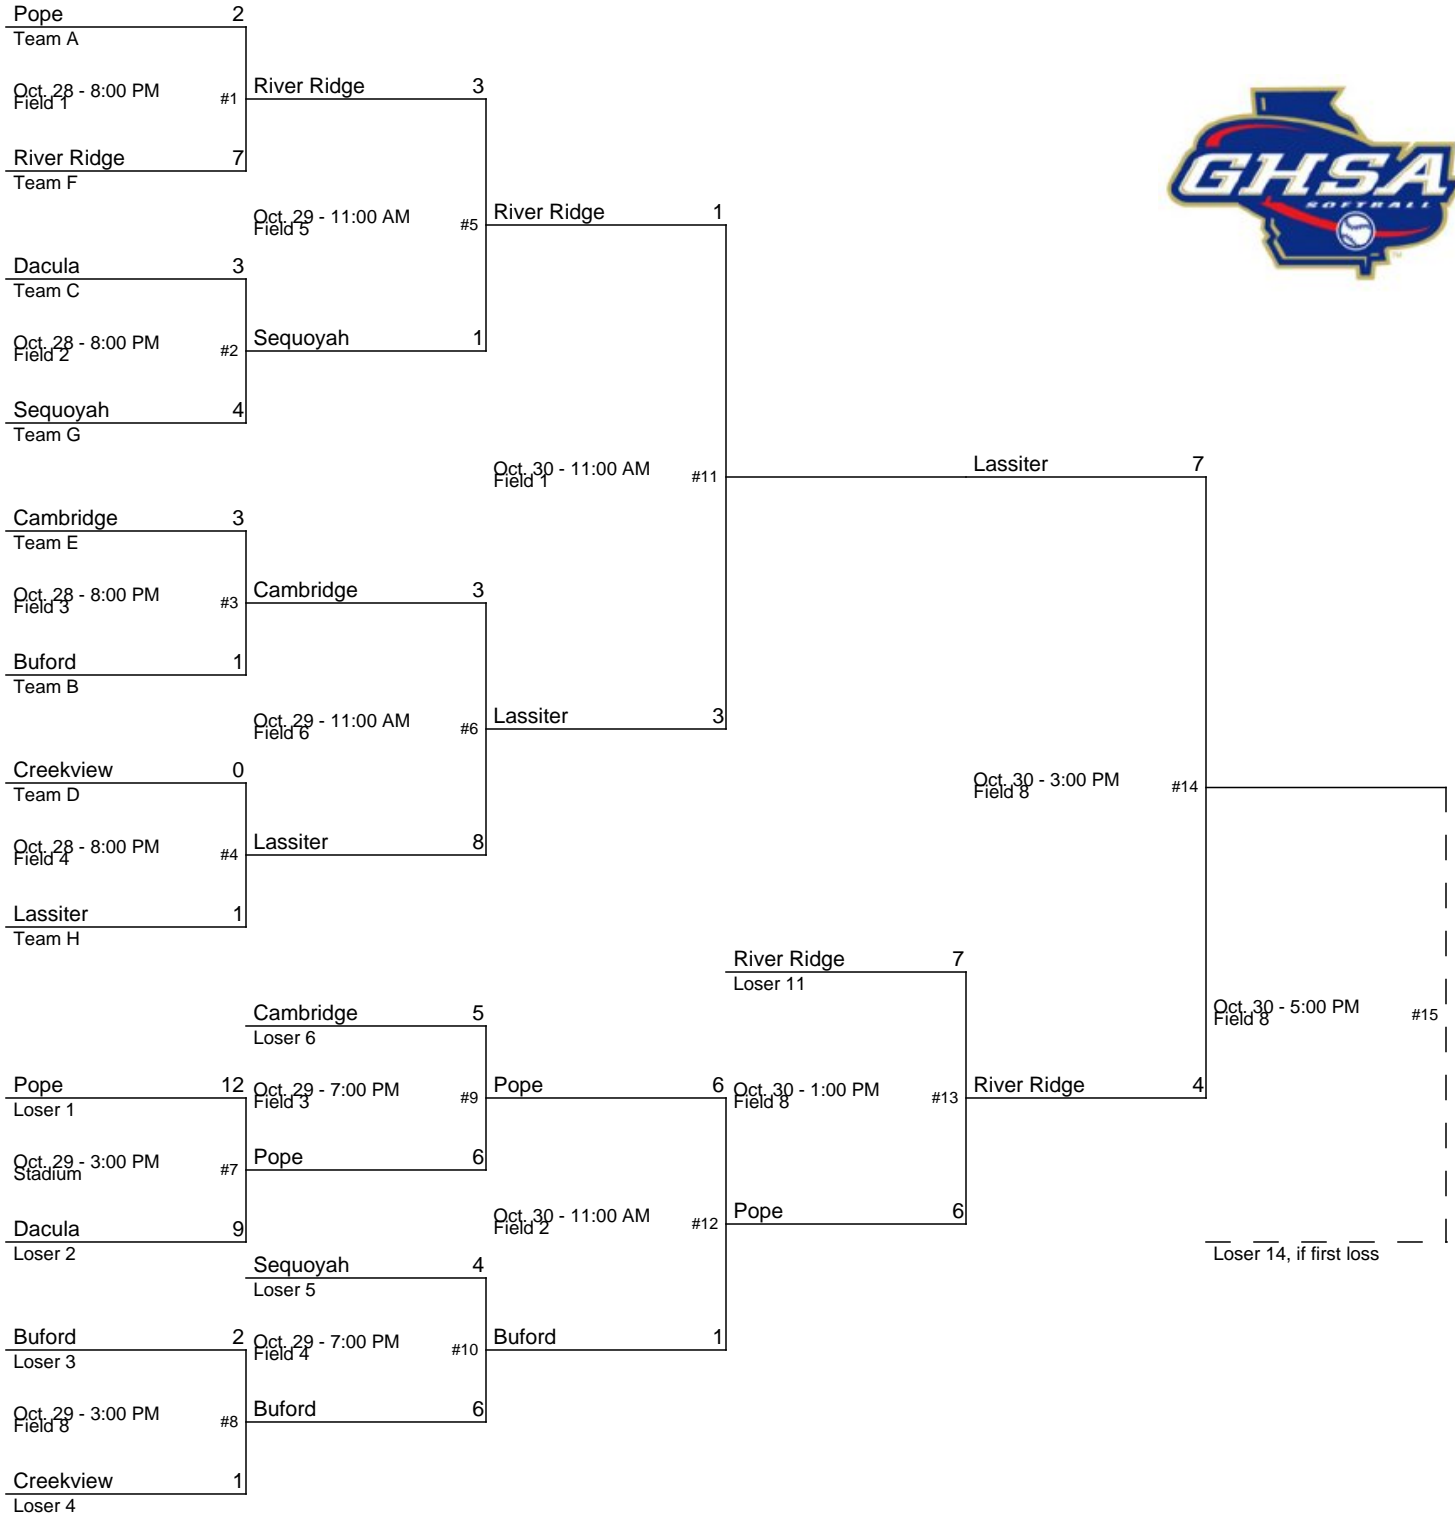 Pope 2
Team A
Oct. 28 - 8:00 PM
Field 1
#1
River Ridge 7
Team F
River Ridge 3
Dacula 3
Team C
Oct. 28 - 8:00 PM
Field 2
#2
Sequoyah 4
Team G
Sequoyah 1
Oct. 29 - 11:00 AM
Field 5
#5
River Ridge 1
Cambridge 3
Team E
Oct. 28 - 8:00 PM
Field 3
#3
Buford 1
Team B
Cambridge 3
Creekview 0
Team D
Oct. 28 - 8:00 PM
Field 4
#4
Lassiter 1
Team H
Lassiter 8
Oct. 29 - 11:00 AM
Field 6
#6
Lassiter 3
Oct. 30 - 11:00 AM
Field 1
#11
Lassiter 7
GHSA
SOFTBALL
TM
Oct. 30 - 3:00 PM
Field 8
#14
Cambridge 5
Loser 6
Pope 12
Loser 1
Oct. 29 - 3:00 PM
Stadium
#7
Dacula 9
Loser 2
Oct. 29 - 7:00 PM
Field 3
#9
Pope 6
Pope 6
Sequoyah 4
Loser 5
Buford 2
Loser 3
Oct. 29 - 3:00 PM
Field 8
#8
Creekview 1
Loser 4
Oct. 29 - 7:00 PM
Field 4
#10
Buford 6
Buford 1
Oct. 30 - 11:00 AM
Field 2
#12
River Ridge 7
Loser 11
Oct. 30 - 1:00 PM
Field 8
#13
Pope 6
River Ridge 4
Oct. 30 - 5:00 PM
Field 8
#15
Loser 14, if first loss